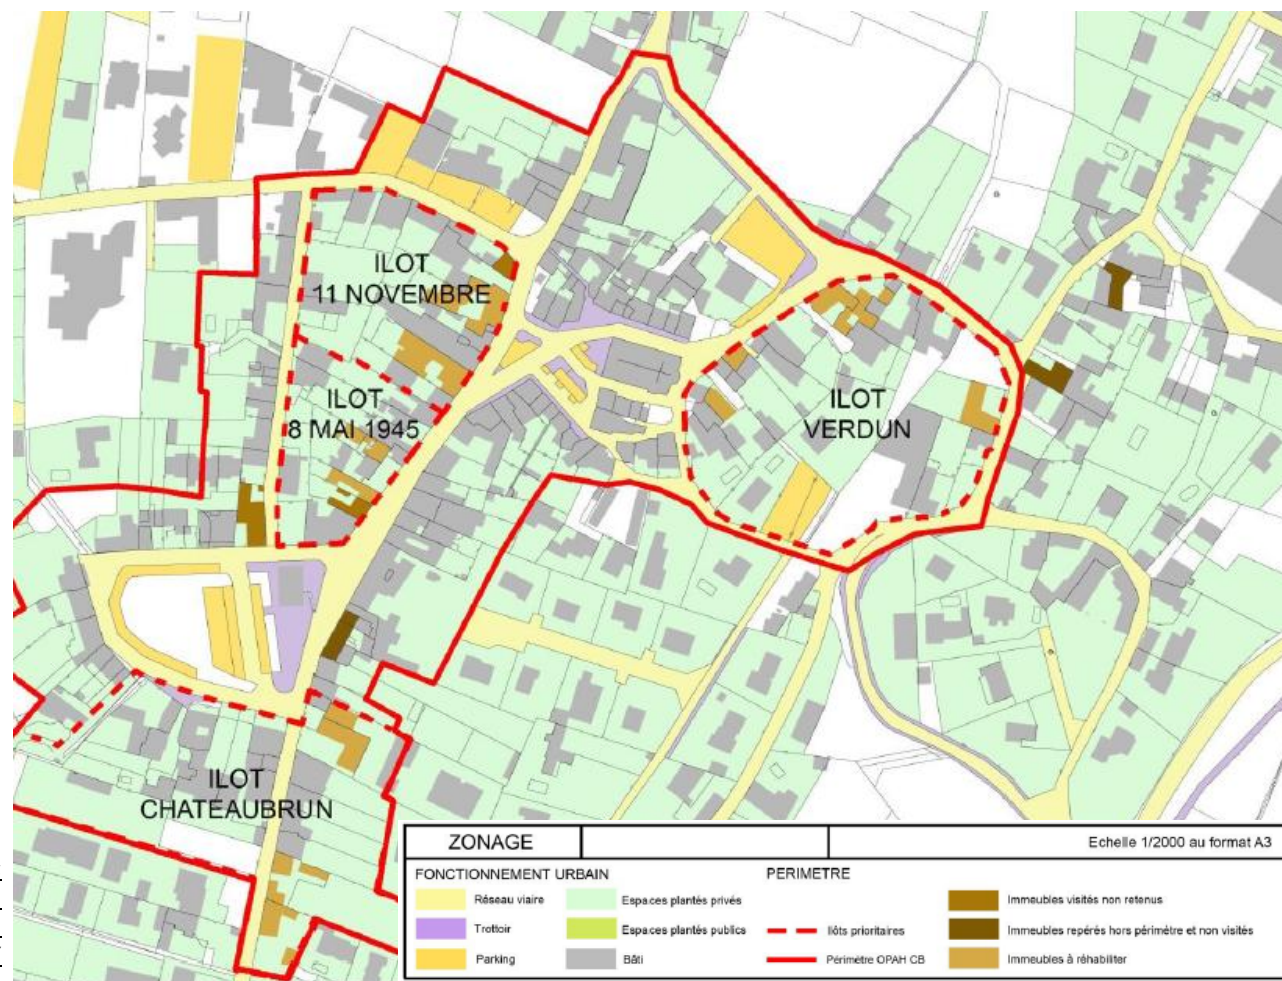 ILOT
11 NOVEMBRE
ILOT
8 MAI 1945
ILOT
VERDUN
ILOT
CHATEAUBRUN
ZONAGE
Echelle 1/2000 au format A3
FONCTIONNEMENT URBAIN
PERIMETRE
Réseau viaire
Espaces plantés privés
Immeubles visités non retenus
Trottoir
Espaces plantés publics
Ilôts prioritaires
Immeubles repérés hors périmètre et non visités
Parking
Bâti
Périmètre OPAH CB
Immeubles à réhabiliter